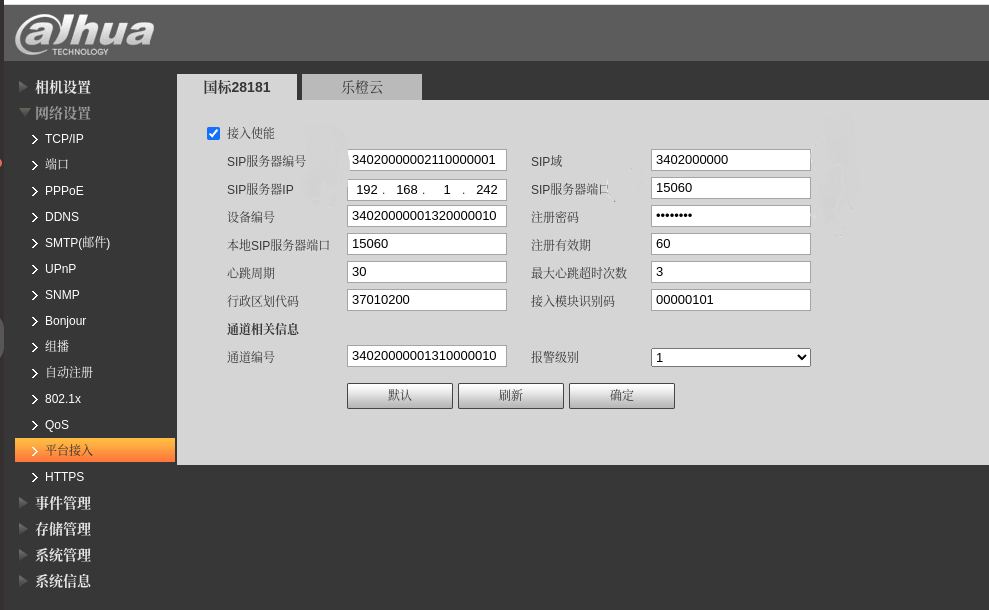 alhua
TECHNOLOGY
相机设置
网络设置
TCP/IP
端口
PPPoE
DDNS
SMTP(邮件)
UPnP
SNMP
Bonjour
组播
自动注册
802.1x
QoS
平台接入
HTTPS
事件管理
存储管理
系统管理
系统信息
国标28181 乐橙云
接入使能
SIP服务器编号 34020000002110000001 SIP域 3402000000
SIP服务器IP 192 . 168 . 1 . 242 SIP服务器端口 15060
设备编号 34020000001320000010 注册密码 ••••••••
本地SIP服务器端口 15060 注册有效期 60
心跳周期 30 最大心跳超时次数 3
行政区划代码 37010200 接入模块识别码 00000101
通道相关信息
通道编号 34020000001310000010 报警级别 1
默认 刷新 确定